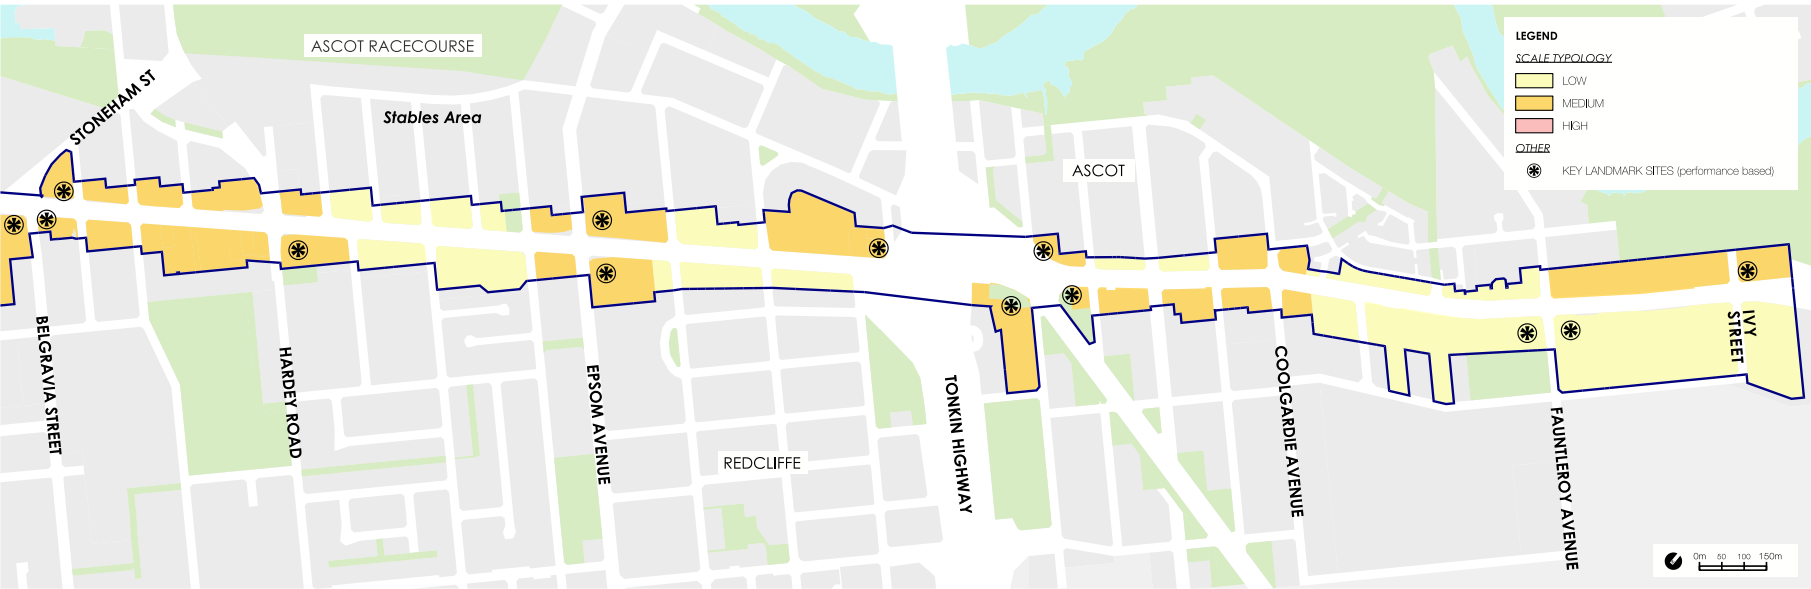 ASCOT RACECOURSE
STONEHAM ST
Stables Area
ASCOT
LEGEND
SCALE TYPOLOGY
LOW
MEDIUM
HIGH
OTHER
KEY LANDMARK SITES (performance based)
BELGRAVIA STREET
HARDEY ROAD
EPSOM AVENUE
REDCLIFFE
TONKIN HIGHWAY
COOLGARDIE AVENUE
FAUNTLEROY AVENUE
IVY
STREET
0m 50 100 150m